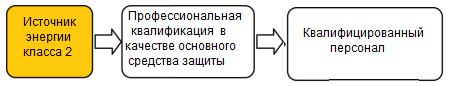 Источник
энергии
класса 2
Профессиональная
квалификация в
качестве основного
средства защиты
Квалифицированный
персонал